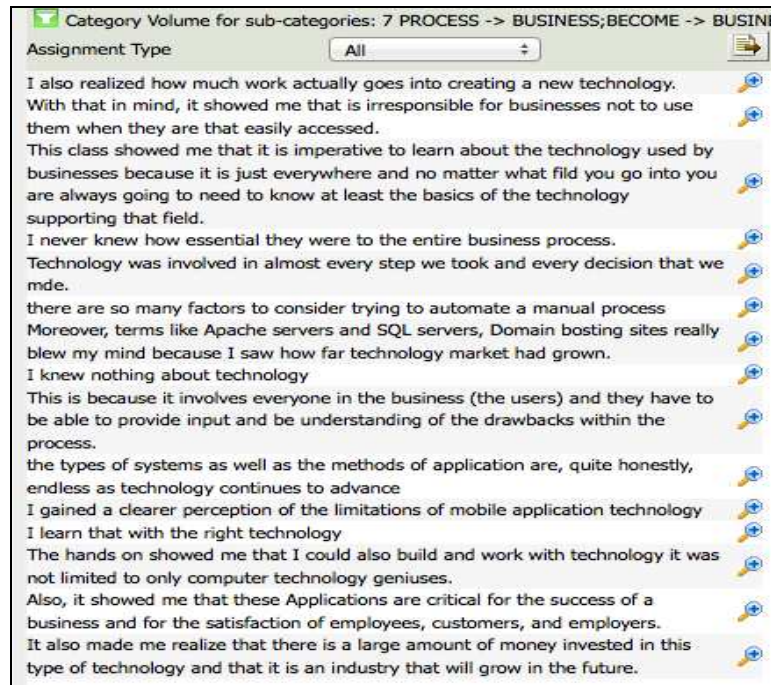 Category Volume for sub-categories: 7 PROCESS -> BUSINESS;BECOME -> BUSINE
Assignment Type
All
I also realized how much work actually goes into creating a new technology.
With that in mind, it showed me that is irresponsible for businesses not to use
them when they are that easily accessed.
This class showed me that it is imperative to learn about the technology used by
businesses because it is just everywhere and no matter what fild you go into you
are always going to need to know at least the basics of the technology
supporting that field.
I never knew how essential they were to the entire business process.
Technology was involved in almost every step we took and every decision that we
mde.
there are so many factors to consider trying to automate a manual process
Moreover, terms like Apache servers and SQL servers, Domain bosting sites really
blew my mind because I saw how far technology market had grown.
I knew nothing about technology
This is because it involves everyone in the business (the users) and they have to
be able to provide input and be understanding of the drawbacks within the
process.
the types of systems as well as the methods of application are, quite honestly,
endless as technology continues to advance
I gained a clearer perception of the limitations of mobile application technology
I learn that with the right technology
The hands on showed me that I could also build and work with technology it was
not limited to only computer technology geniuses.
Also, it showed me that these Applications are critical for the success of a
business and for the satisfaction of employees, customers, and employers.
It also made me realize that there is a large amount of money invested in this
type of technology and that it is an industry that will grow in the future.